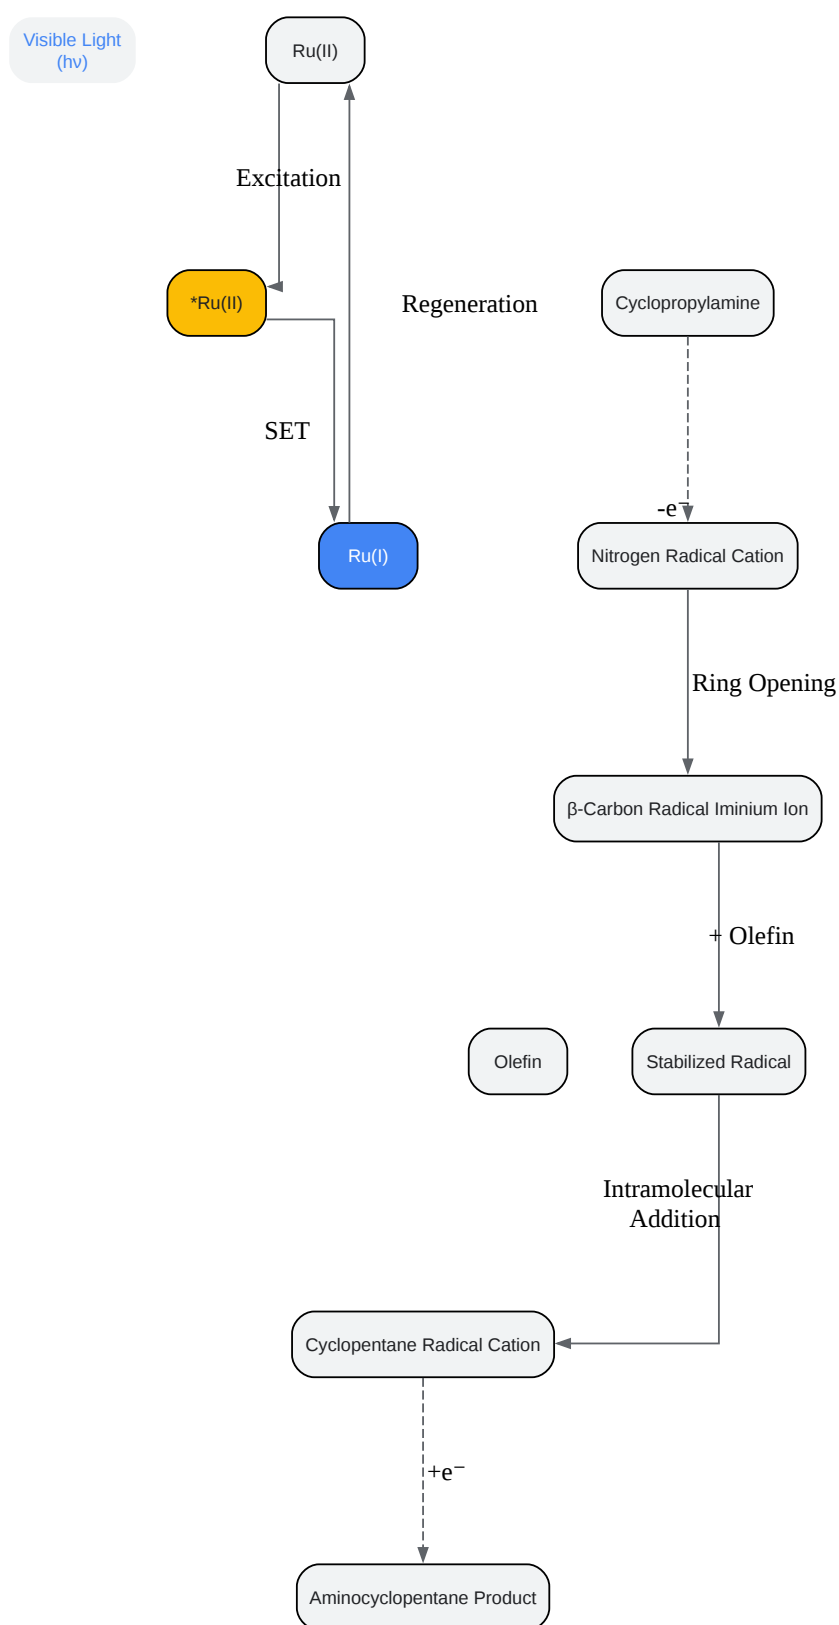 Visible Light
(hν)
Ru(II)
Excitation
*Ru(II)
Regeneration
Cyclopropylamine
SET
-e⁻
Ru(I)
Nitrogen Radical Cation
Ring Opening
β-Carbon Radical Iminium Ion
+ Olefin
Olefin
Stabilized Radical
Intramolecular
Addition
Cyclopentane Radical Cation
+e⁻
Aminocyclopentane Product